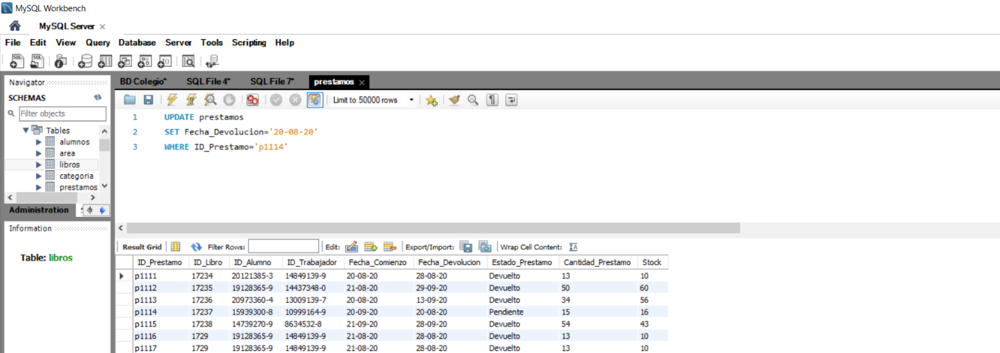 MySQL Workbench
MySQL Server ×
File Edit View Query Database Server Tools Scripting Help
Navigator
SCHEMAS
Filter objects
Tables
alumnos
area
libros
categoria
prestamos
Administration
Information
Table: libros
BD Colegio* SQL File 4* SQL File 7* prestamos ×
Limit to 50000 rows
1 UPDATE prestamos
2 SET Fecha_Devolucion='20-08-20'
3 WHERE ID_Prestamo='p1114'
Result Grid Filter Rows: Edit: Export/Import: Wrap Cell Content: IA
ID_Prestamo ID_Libro ID_Alumno ID_Trabajador Fecha_Comienzo Fecha_Devolucion Estado_Prestamo Cantidad_Prestamo Stock
p1111 17234 20121385-3 14849139-9 20-08-20 28-08-20 Devuelto 13 10
p1112 17235 19128365-9 14437348-0 21-08-20 29-09-20 Devuelto 50 60
p1113 17236 20973360-4 13009139-7 20-08-20 13-09-20 Devuelto 34 56
p1114 17237 15939300-8 10999164-9 20-09-20 20-08-20 Pendiente 15 16
p1115 17238 14739270-9 8634532-8 21-09-20 28-09-20 Devuelto 54 43
p1116 1729 19128365-9 14849139-9 21-08-20 28-08-20 Devuelto 13 10
p1117 1729 19128365-9 14849139-9 21-08-20 28-08-20 Devuelto 13 10